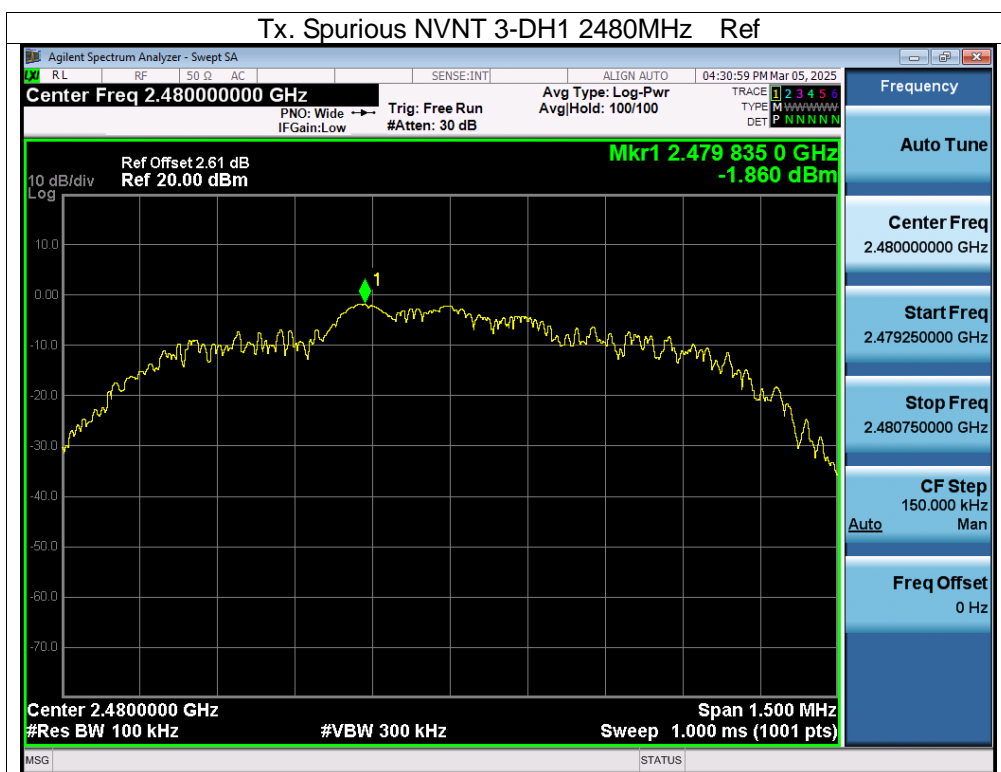 Tx. Spurious NVNT 3-DH1 2480MHz Ref
Agilent Spectrum Analyzer - Swept SA
LXI RL RF 50 Ω AC SENSE:INT ALIGN AUTO 04:30:59 PM Mar 05, 2025
Center Freq 2.480000000 GHz
PNO: Wide
IFGain:Low
Trig: Free Run
#Atten: 30 dB
Avg Type: Log-Pwr
Avg|Hold: 100/100
TRACE 1 2 3 4 5 6
TYPE M WWWWW
DET P N N N N N
Frequency
Auto Tune
Center Freq
2.480000000 GHz
Start Freq
2.479250000 GHz
Stop Freq
2.480750000 GHz
CF Step
150.000 kHz
Auto Man
Freq Offset
0 Hz
Mkr1 2.479 835 0 GHz
-1.860 dBm
Ref Offset 2.61 dB
10 dB/div Ref 20.00 dBm
Log
10.0
1
0.00
-10.0
-20.0
-30.0
-40.0
-50.0
-60.0
-70.0
Center 2.4800000 GHz Span 1.500 MHz
#Res BW 100 kHz #VBW 300 kHz Sweep 1.000 ms (1001 pts)
MSG STATUS